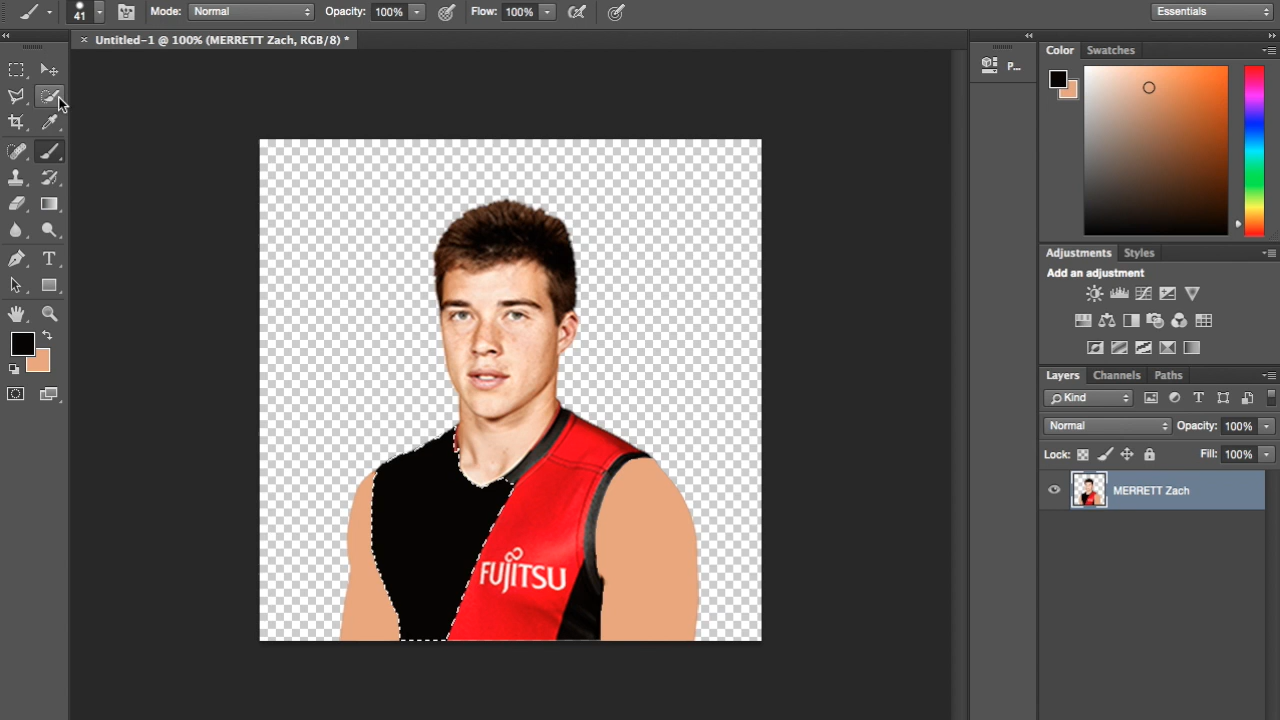 41 Mode: Normal Opacity: 100% Flow: 100% Essentials
× Untitled-1 @ 100% (MERRETT Zach, RGB/8) *
P...
Color Swatches
Adjustments Styles
Add an adjustment
T
Layers Channels Paths
Kind T
Normal Opacity: 100%
Lock: Fill: 100%
MERRETT Zach
FUJITSU